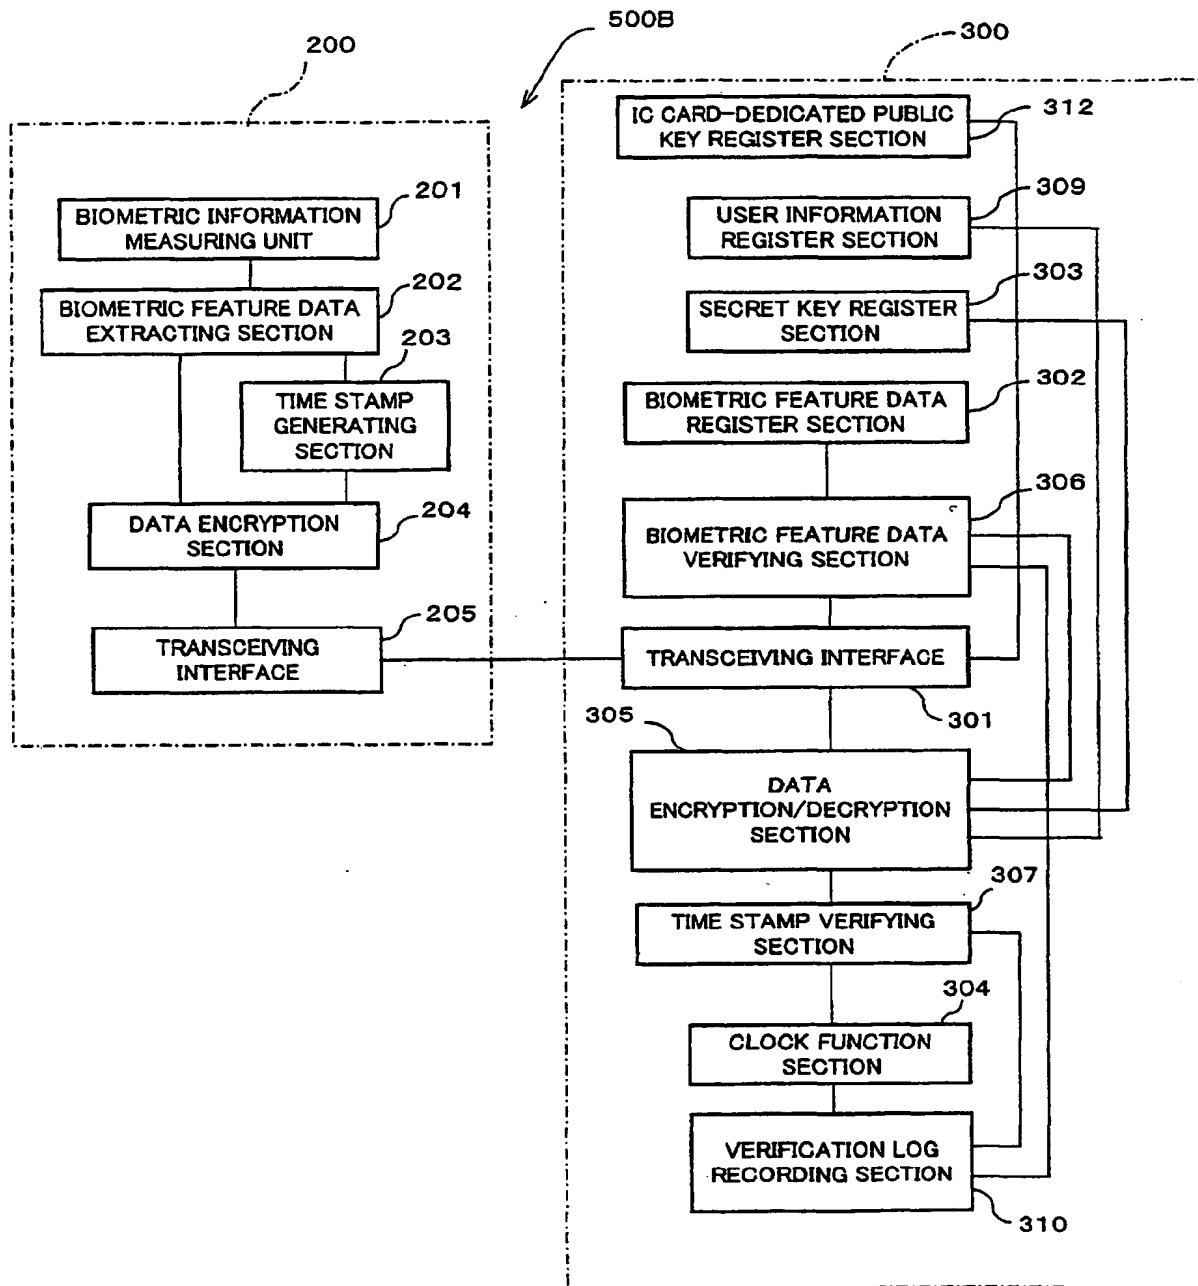 500B
200
300
IC CARD-DEDICATED PUBLIC
KEY REGISTER SECTION
312
201
BIOMETRIC INFORMATION
MEASURING UNIT
309
USER INFORMATION
REGISTER SECTION
202
BIOMETRIC FEATURE DATA
EXTRACTING SECTION
303
SECRET KEY REGISTER
SECTION
203
TIME STAMP
GENERATING
SECTION
302
BIOMETRIC FEATURE DATA
REGISTER SECTION
204
DATA ENCRYPTION
SECTION
306
BIOMETRIC FEATURE DATA
VERIFYING SECTION
205
TRANSCEIVING
INTERFACE
TRANSCEIVING INTERFACE
301
305
DATA
ENCRYPTION/DECRYPTION
SECTION
307
TIME STAMP VERIFYING
SECTION
304
CLOCK FUNCTION
SECTION
VERIFICATION LOG
RECORDING SECTION
310